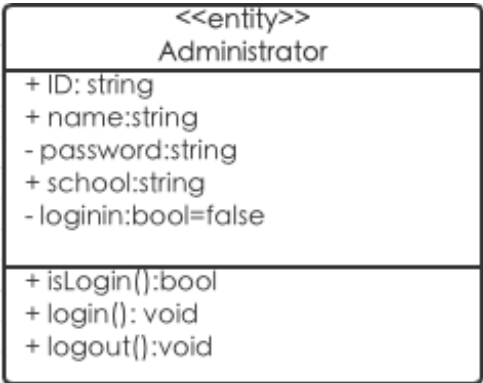 <<entity>>
Administrator
+ ID: string
+ name:string
- password:string
+ school:string
- loginin:bool=false
+ isLogin():bool
+ login(): void
+ logout():void